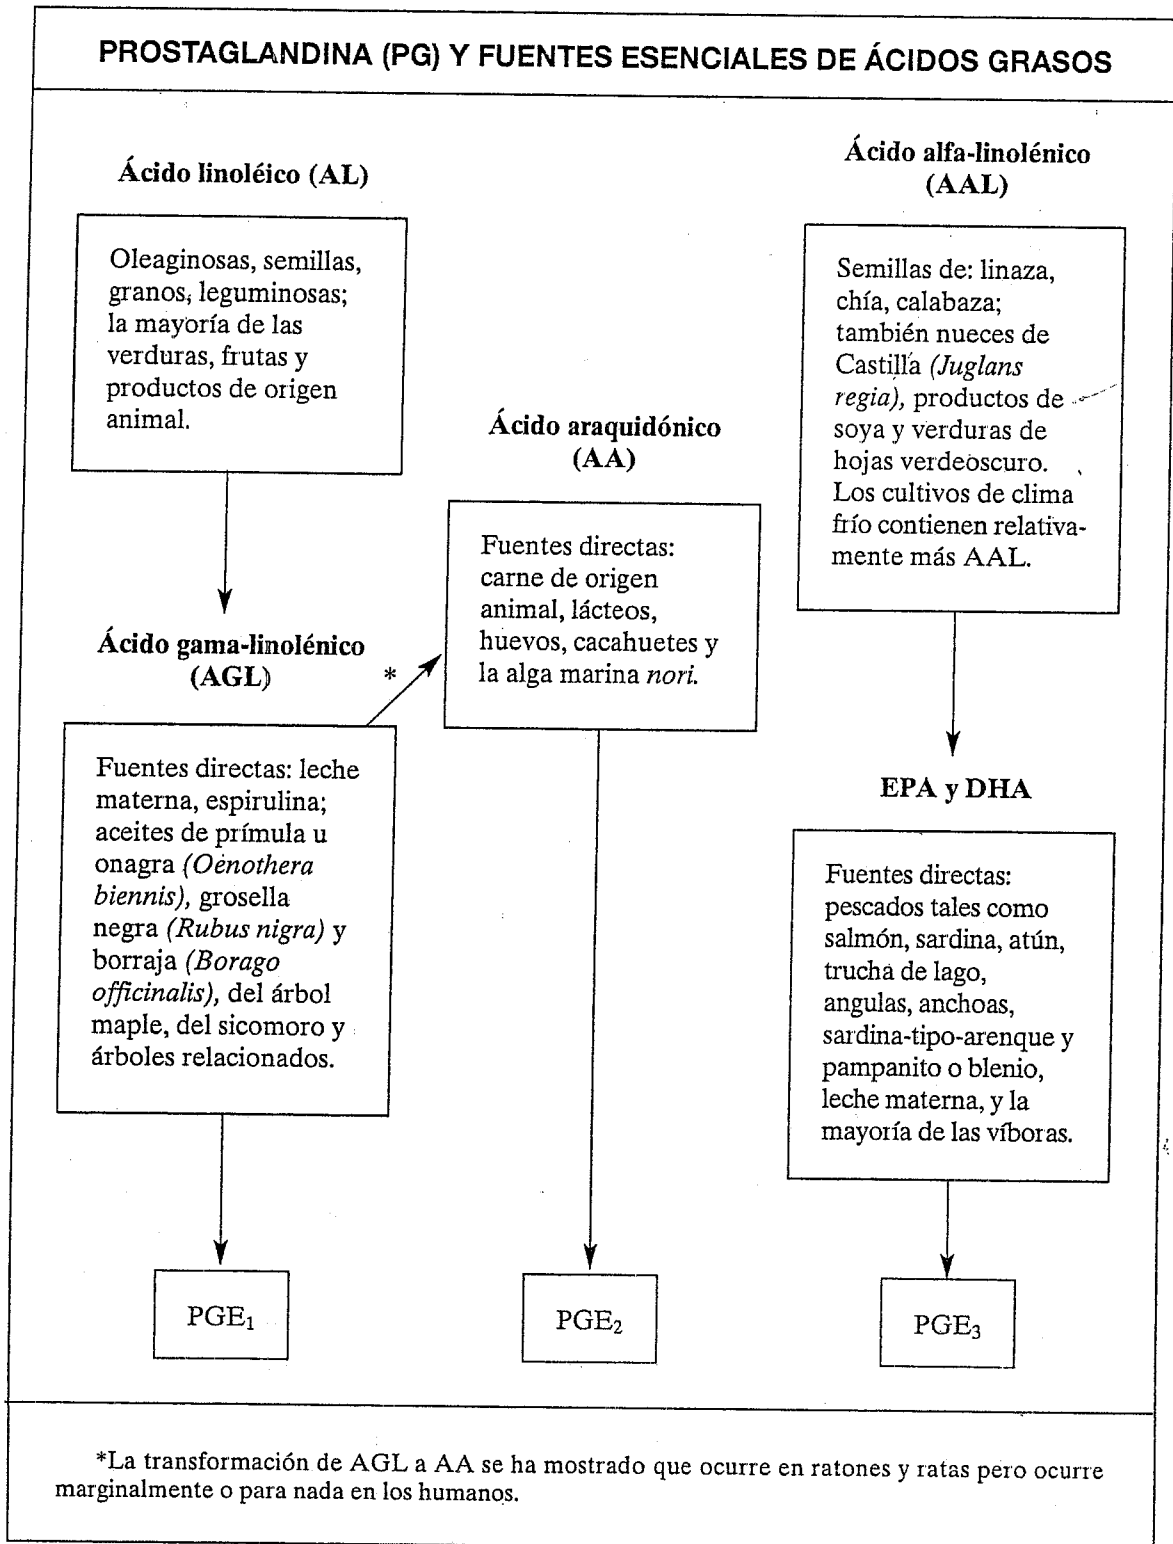 PROSTAGLANDINA (PG) Y FUENTES ESENCIALES DE ÁCIDOS GRASOS
Ácido linoléico (AL)
Oleaginosas, semillas,
granos, leguminosas;
la mayoría de las
verduras, frutas y
productos de origen
animal.
Ácido gama-linolénico
(AGL)
*
Fuentes directas: leche
materna, espirulina;
aceites de prímula u
onagra (Oenothera
biennis), grosella
negra (Rubus nigra) y
borraja (Borago
officinalis), del árbol
maple, del sicomoro y
árboles relacionados.
PGE₁
Ácido araquidónico
(AA)
Fuentes directas:
carne de origen
animal, lácteos,
huevos, cacahuetes y
la alga marina nori.
PGE₂
Ácido alfa-linolénico
(AAL)
Semillas de: linaza,
chía, calabaza;
también nueces de
Castilla (Juglans
regia), productos de
soya y verduras de
hojas verdeoscuro.
Los cultivos de clima
frío contienen relativa-
mente más AAL.
EPA y DHA
Fuentes directas:
pescados tales como
salmón, sardina, atún,
trucha de lago,
angulas, anchoas,
sardina-tipo-arenque y
pampanito o blenio,
leche materna, y la
mayoría de las víboras.
PGE₃
*La transformación de AGL a AA se ha mostrado que ocurre en ratones y ratas pero ocurre
marginalmente o para nada en los humanos.